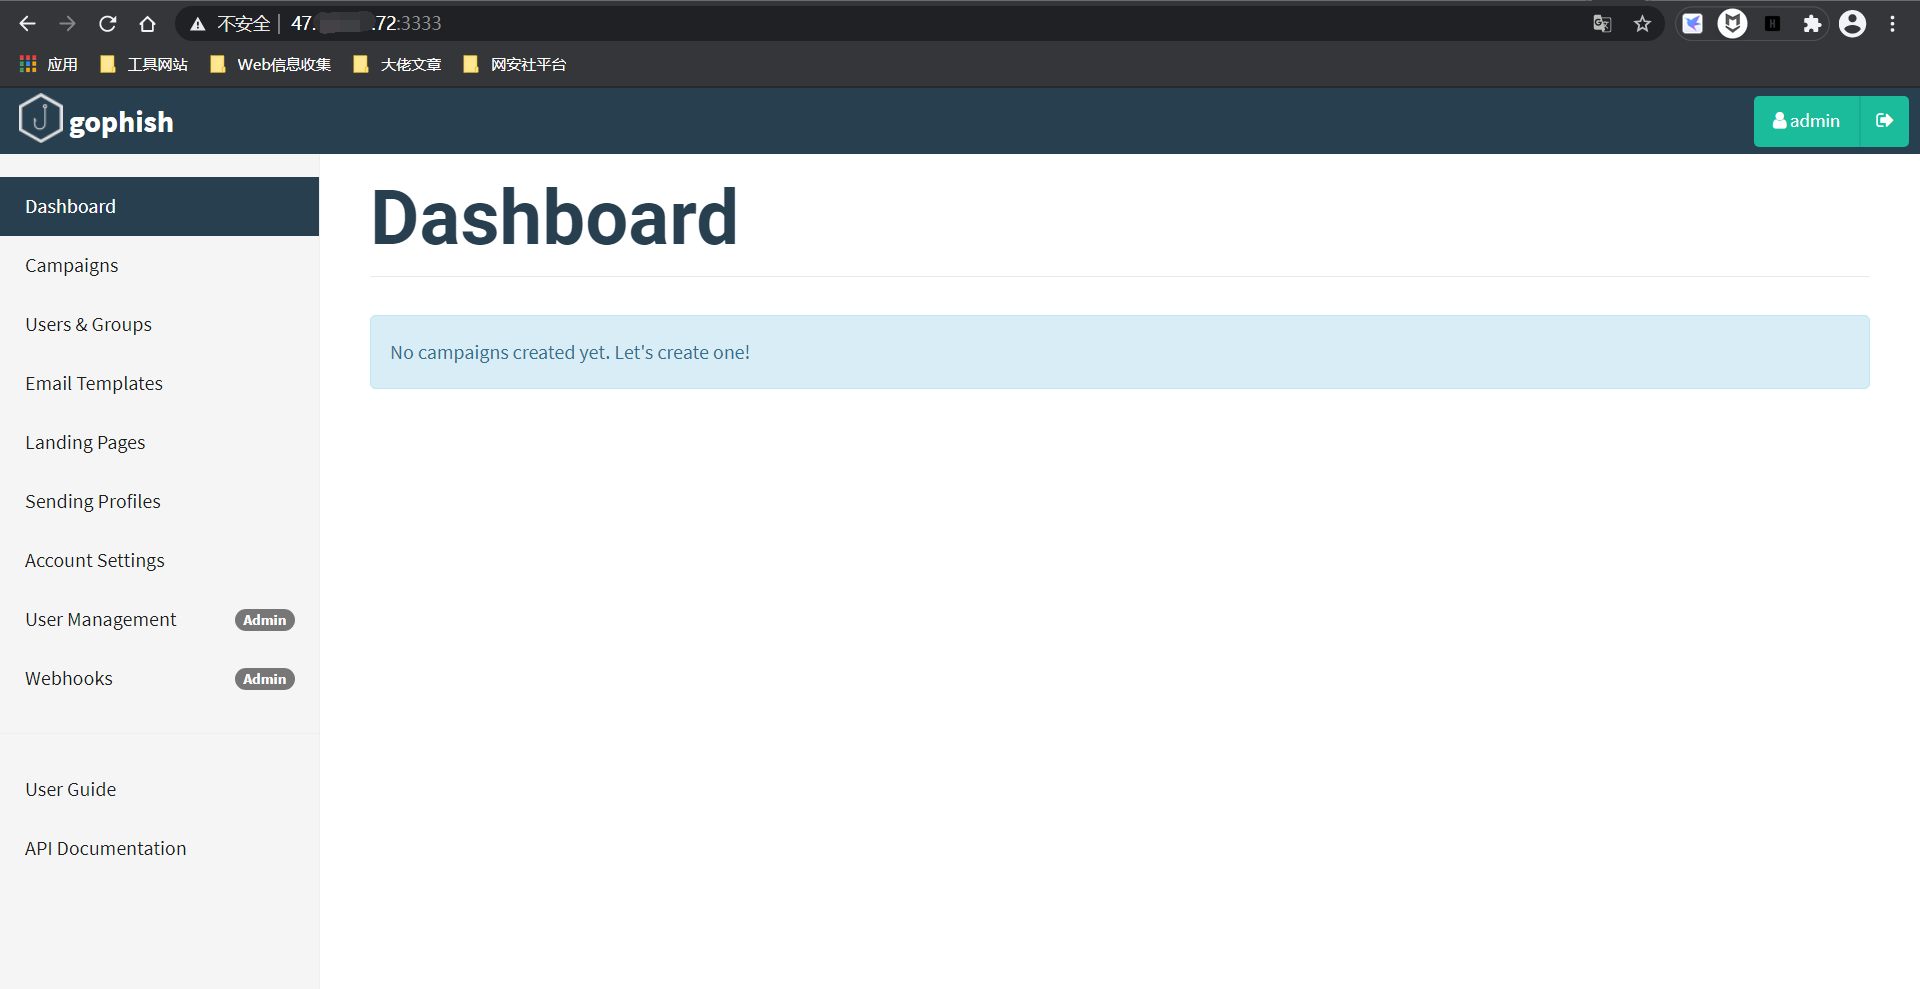 不安全 47. .72:3333
应用 工具网站 Web信息收集 大佬文章 网安社平台
gophish
admin
Dashboard
Campaigns
Users & Groups
Email Templates
Landing Pages
Sending Profiles
Account Settings
User Management Admin
Webhooks Admin
User Guide
API Documentation
Dashboard
No campaigns created yet. Let's create one!